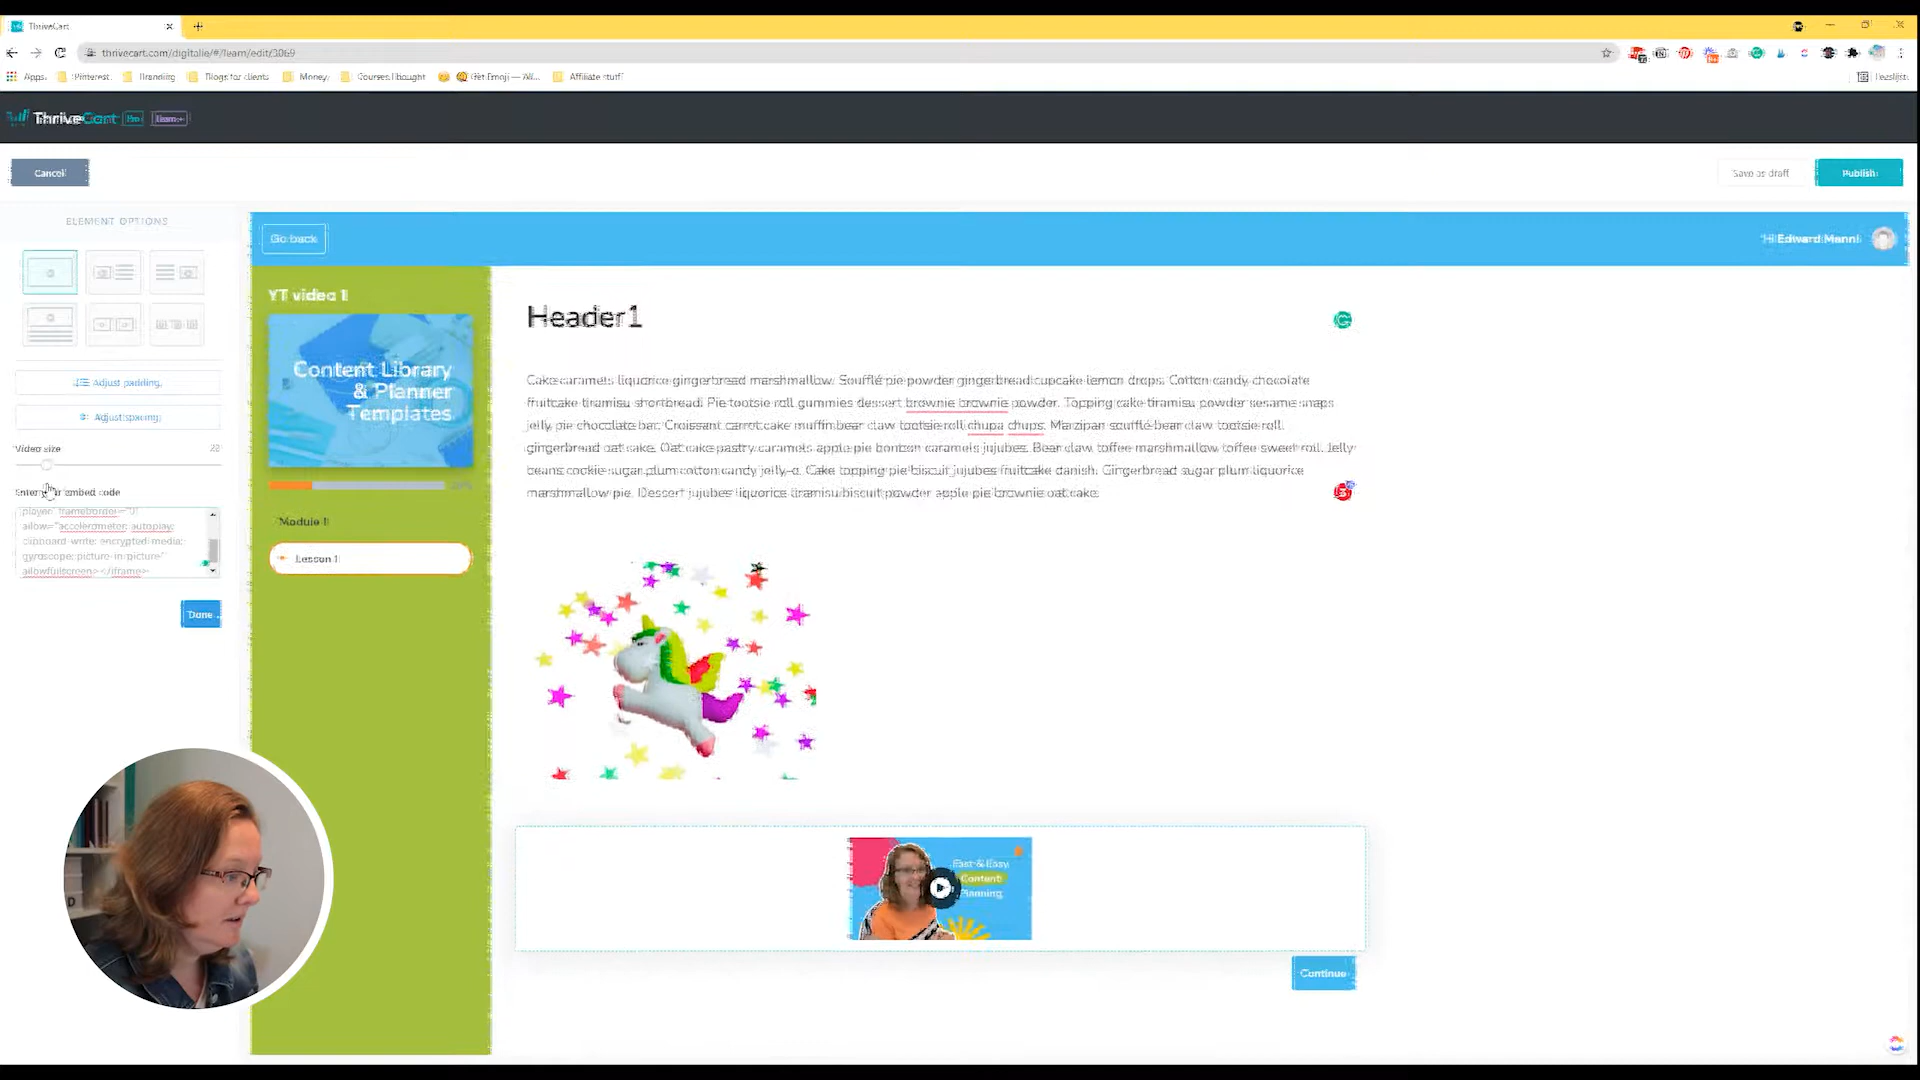 ThriveCart
thrivecart.com/digitalie/#/learn/edit/3069
Apps
Pinterest
Branding
Blogs for clients
Money
Courses I bought
Get Emoji — All...
Affiliate stuff
ThriveCart Pro Learn+
Cancel
Save as draft
Publish
ELEMENT OPTIONS
Go back
Hi Edward Mann!
Adjust padding
Adjust spacing
Video size 22
embed code
player" frameborder="0"
allow="accelerometer; autoplay;
clipboard-write; encrypted-media;
gyroscope; picture-in-picture"
allowfullscreen></iframe>
Done
YT video 1
Content Library
& Planner
Templates
Module 1
Lesson 1
Header1
Cake caramels liquorice gingerbread marshmallow. Soufflé pie powder gingerbread cupcake lemon drops. Cotton candy chocolate
fruitcake tiramisu shortbread. Pie tootsie roll gummies dessert brownie brownie powder. Topping cake tiramisu powder sesame snaps
jelly pie chocolate bar. Croissant carrot cake muffin bear claw tootsie roll chupa chups. Marzipan soufflé bear claw tootsie roll
gingerbread oat cake. Oat cake pastry caramels apple pie bonbon caramels jujubes. Bear claw toffee marshmallow toffee sweet roll. Jelly
beans cookie sugar plum cotton candy jelly-o. Cake topping pie biscuit jujubes fruitcake danish. Gingerbread sugar plum liquorice
marshmallow pie. Dessert jujubes liquorice tiramisu biscuit powder apple pie brownie oat cake.
Fast & Easy
Content
Planning
Continue